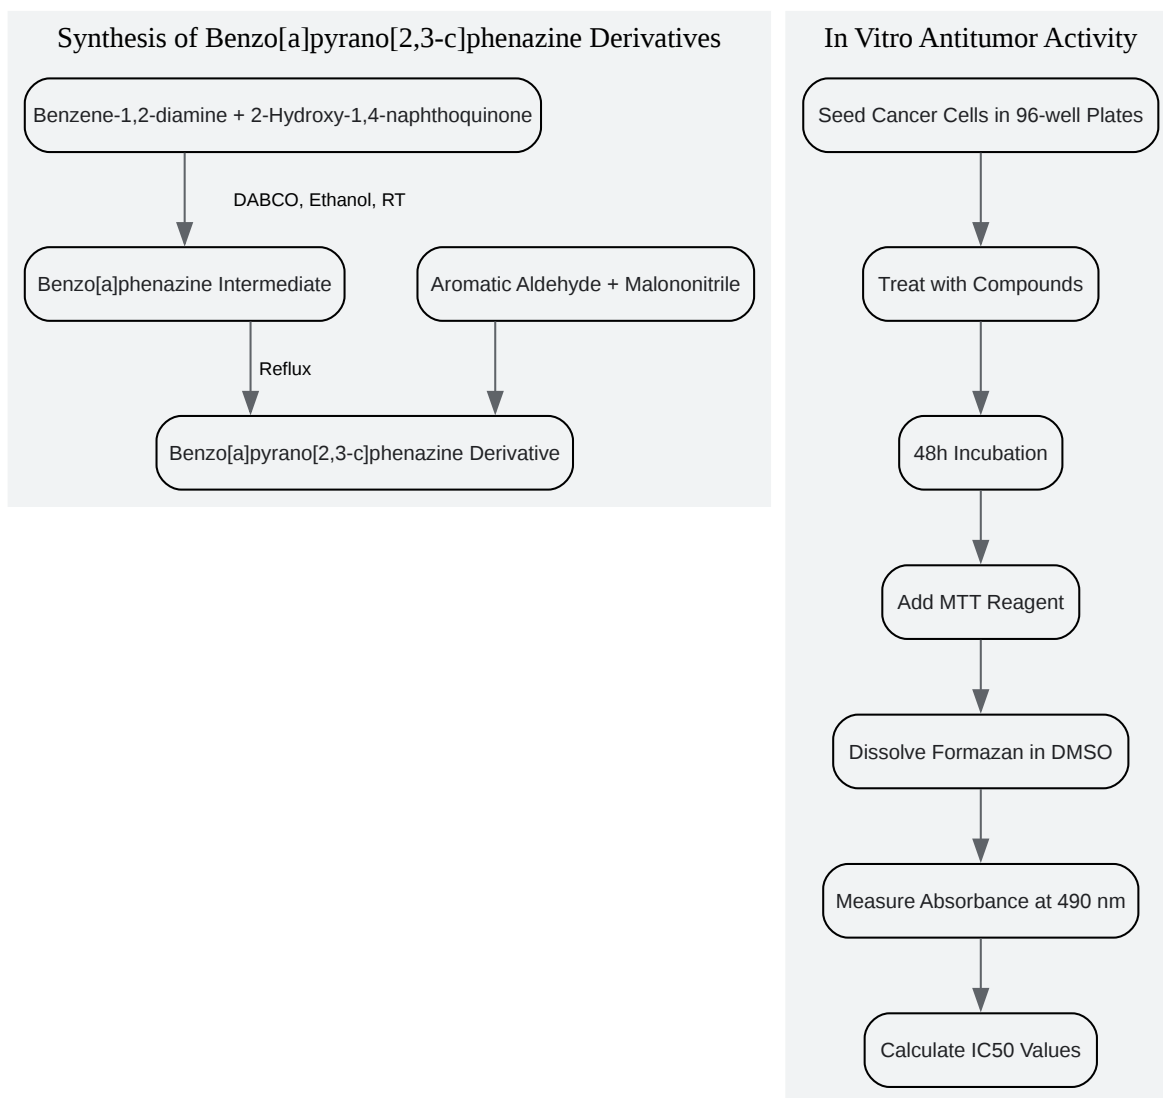 Synthesis of Benzo[a]pyrano[2,3-c]phenazine Derivatives
Benzene-1,2-diamine + 2-Hydroxy-1,4-naphthoquinone
DABCO, Ethanol, RT
Benzo[a]phenazine Intermediate
Aromatic Aldehyde + Malononitrile
Reflux
Benzo[a]pyrano[2,3-c]phenazine Derivative
In Vitro Antitumor Activity
Seed Cancer Cells in 96-well Plates
Treat with Compounds
48h Incubation
Add MTT Reagent
Dissolve Formazan in DMSO
Measure Absorbance at 490 nm
Calculate IC50 Values